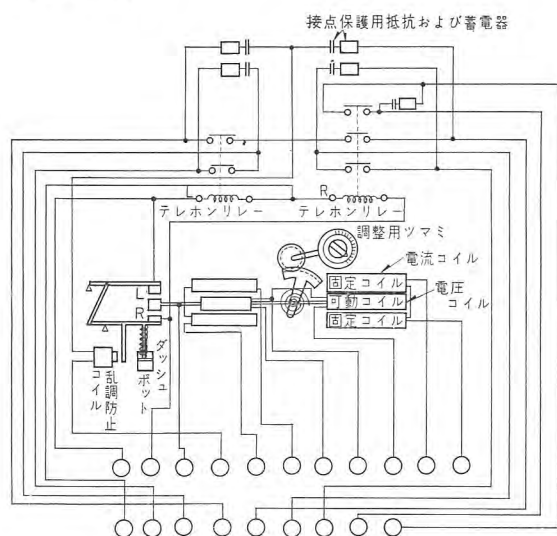 接点保護用抵抗および蓄電器
R
テレホンリレー
テレホンリレー
調整用ツマミ
電流コイル
固定コイル
可動コイル
固定コイル
電圧
コイル
L
R
ダッシュ
ポット
乱調防止
コイル